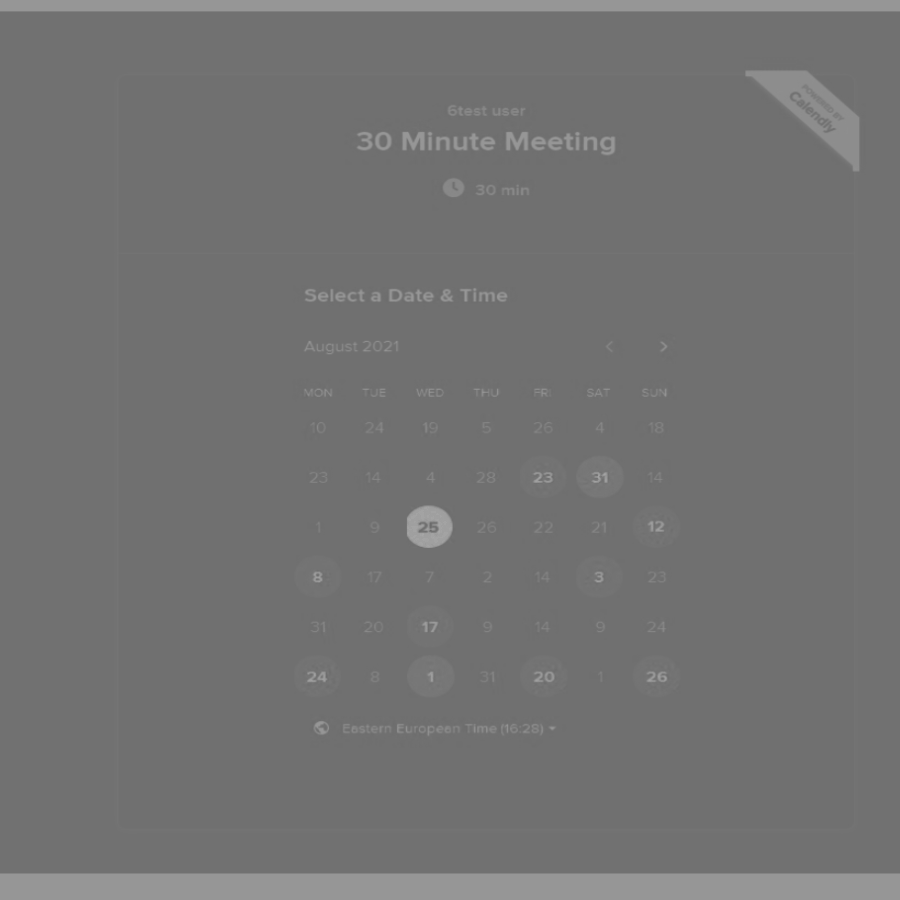 POWERED BY
Calendly
6test user
30 Minute Meeting
30 min
Select a Date & Time
August 2021
MON TUE WED THU FRI SAT SUN
10 24 19 5 26 4 18
23 14 4 28 23 31 14
1 9 25 26 22 21 12
8 17 7 2 14 3 23
31 20 17 9 14 9 24
24 8 1 31 20 1 26
Eastern European Time (16:28)